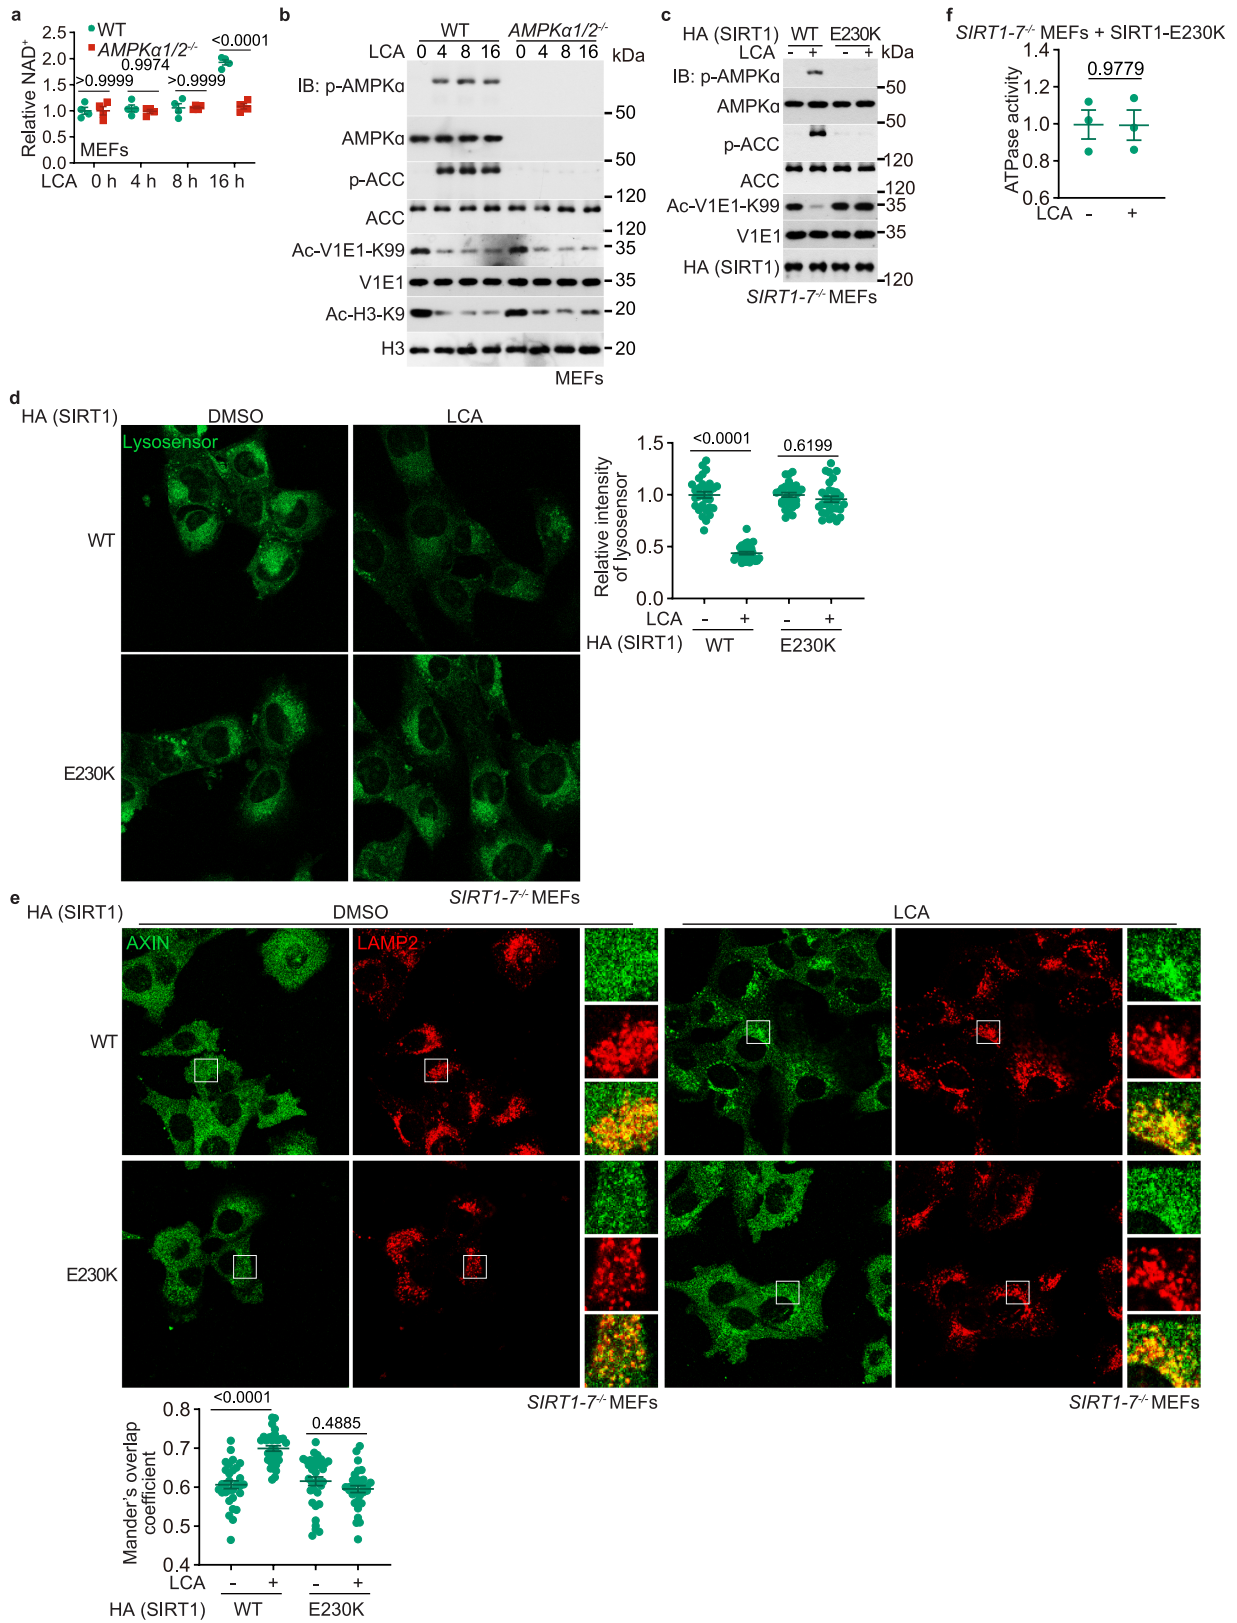 a
WT
AMPKα1/2-/-
<0.0001
0.9974
>0.9999
>0.9999
Relative NAD+
2.5
2.0
1.5
1.0
0.5
0.0
MEFs
LCA 0 h 4 h 8 h 16 h
b
WT AMPKα1/2-/-
LCA 0 4 8 16 0 4 8 16 kDa
IB: p-AMPKα
50
AMPKα
50
p-ACC
120
ACC
120
Ac-V1E1-K99 35
V1E1 35
Ac-H3-K9 20
H3 20
MEFs
c
HA (SIRT1) WT E230K
LCA - + - + kDa
IB: p-AMPKα
50
AMPKα
50
p-ACC
120
ACC
120
Ac-V1E1-K99 35
V1E1 35
HA (SIRT1)
120
SIRT1-7-/- MEFs
f
SIRT1-7-/- MEFs + SIRT1-E230K
0.9779
ATPase activity
1.4
1.2
1.0
0.8
0.6
LCA - +
d
HA (SIRT1) DMSO LCA
Lysosensor
WT
E230K
SIRT1-7-/- MEFs
Relative intensity
of lysosensor
<0.0001 0.6199
1.5
1.0
0.5
0.0
LCA - + - +
HA (SIRT1) WT E230K
e
HA (SIRT1) DMSO LCA
AXIN LAMP2
WT
E230K
SIRT1-7-/- MEFs SIRT1-7-/- MEFs
Mander's overlap
coefficient
<0.0001
0.4885
0.8
0.7
0.6
0.5
0.4
LCA - + - +
HA (SIRT1) WT E230K